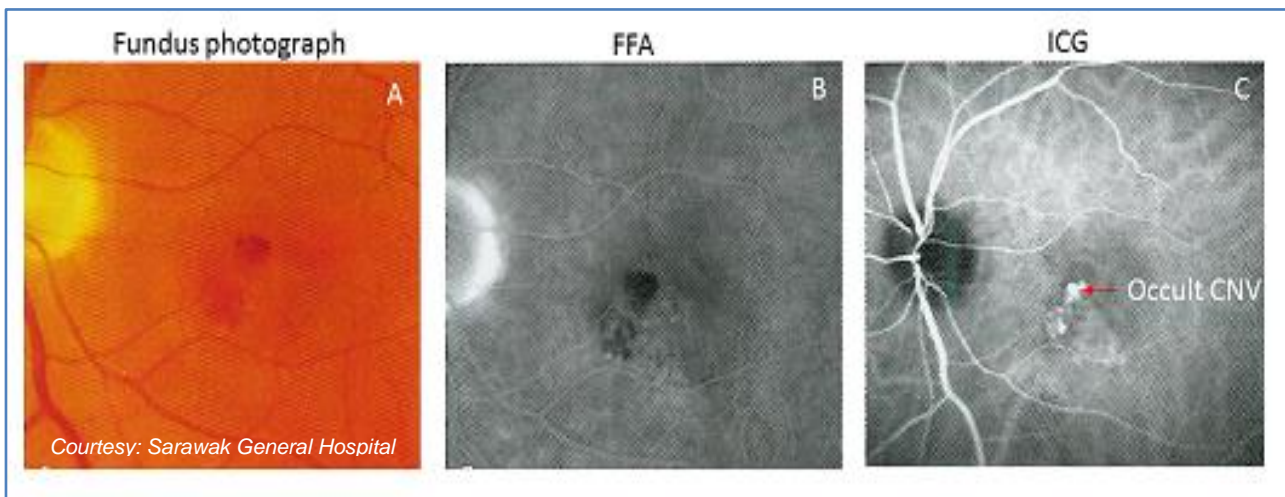 Fundus photograph
FFA
ICG
A
B
C
Occult CNV
Courtesy: Sarawak General Hospital